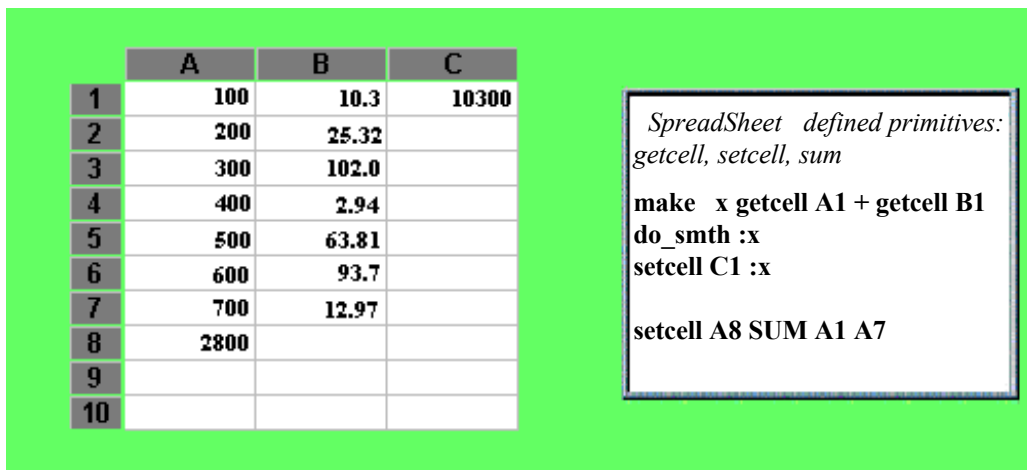 A B C
1 100 10.3 10300
2 200 25.32
3 300 102.0
4 400 2.94
5 500 63.81
6 600 93.7
7 700 12.97
8 2800
9
10
SpreadSheet defined primitives:
getcell, setcell, sum
make x getcell A1 + getcell B1
do_smth :x
setcell C1 :x
setcell A8 SUM A1 A7